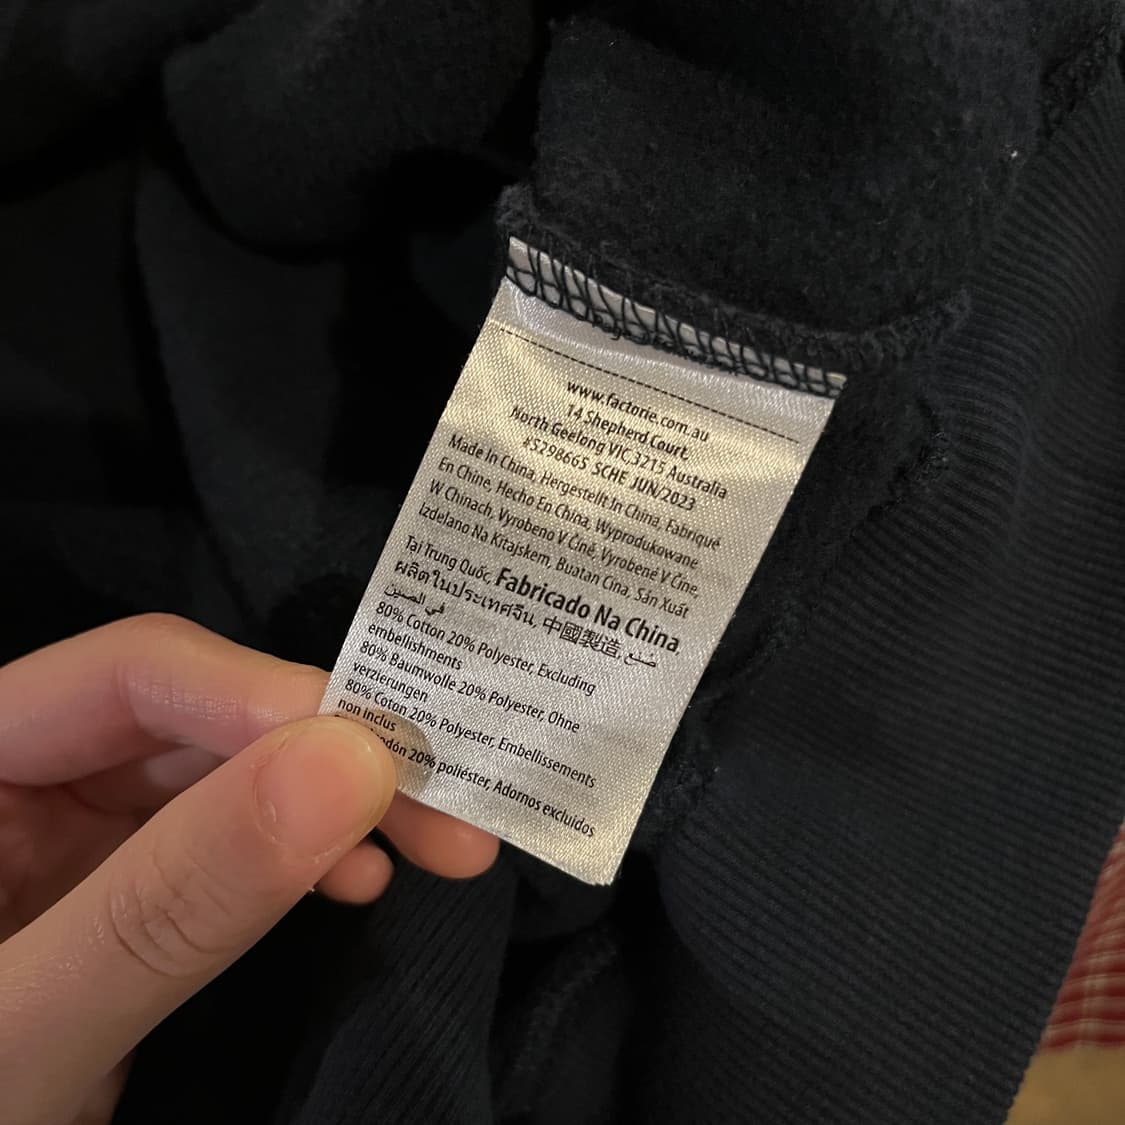 www.factorie.com.au
14 Shepherd Court
North Geelong VIC 3215 Australia
#5298665 SCHE JUN/2023
Made In China, Hergestellt In China, Fabriqué
En Chine, Hecho En China, Wyprodukowane
W Chinach, Vyrobeno V Číně, Vyrobené V Číne,
Izdelano Na Kitajskem, Buatan Cina, Sản Xuất
Tại Trung Quốc, Fabricado Na China,
ผลิตในประเทศจีน, 中國製造, صنع
في الصين
80% Cotton 20% Polyester, Excluding
embellishments
80% Baumwolle 20% Polyester, Ohne
verzierungen
80% Coton 20% Polyester, Embellissements
non inclus
20% poliéster, Adornos excluidos